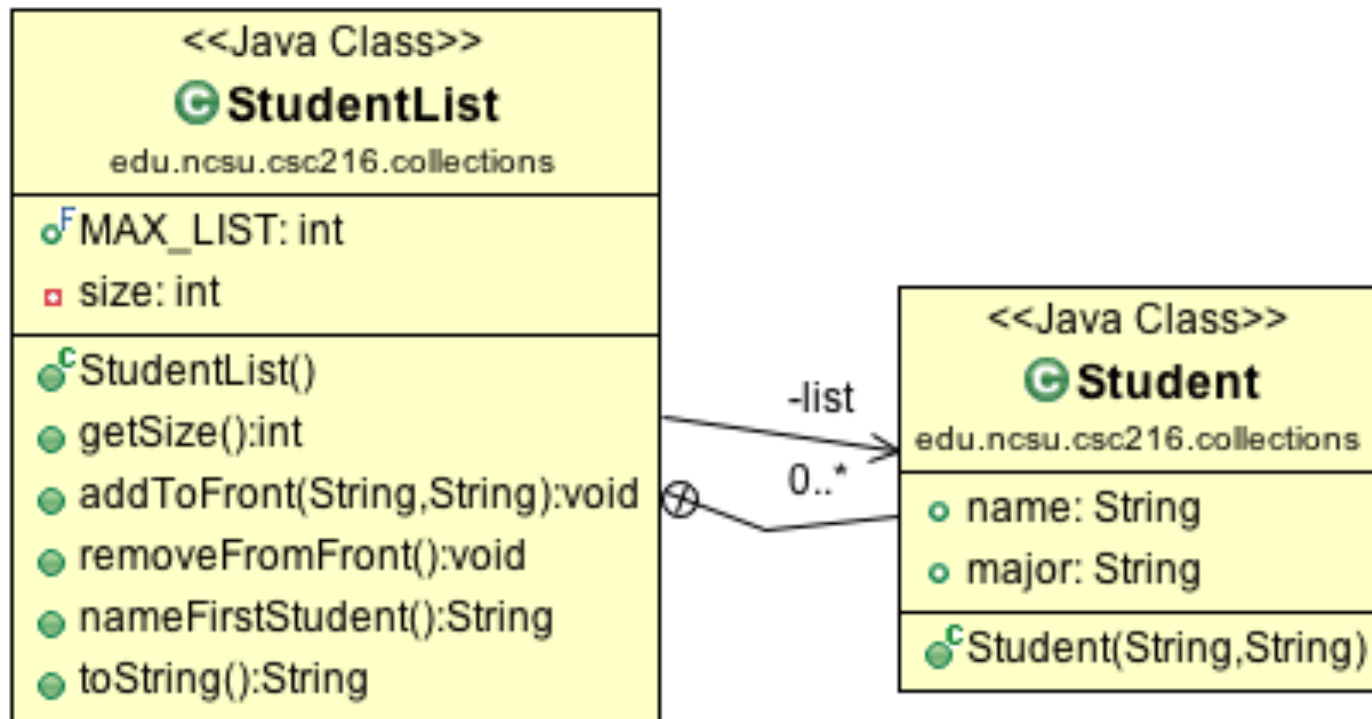 <<Java Class>>
C StudentList
edu.ncsu.csc216.collections
F MAX_LIST: int
size: int
C StudentList()
getSize():int
addToFront(String,String):void
removeFromFront():void
nameFirstStudent():String
toString():String
-list
0..*
<<Java Class>>
C Student
edu.ncsu.csc216.collections
name: String
major: String
C Student(String,String)